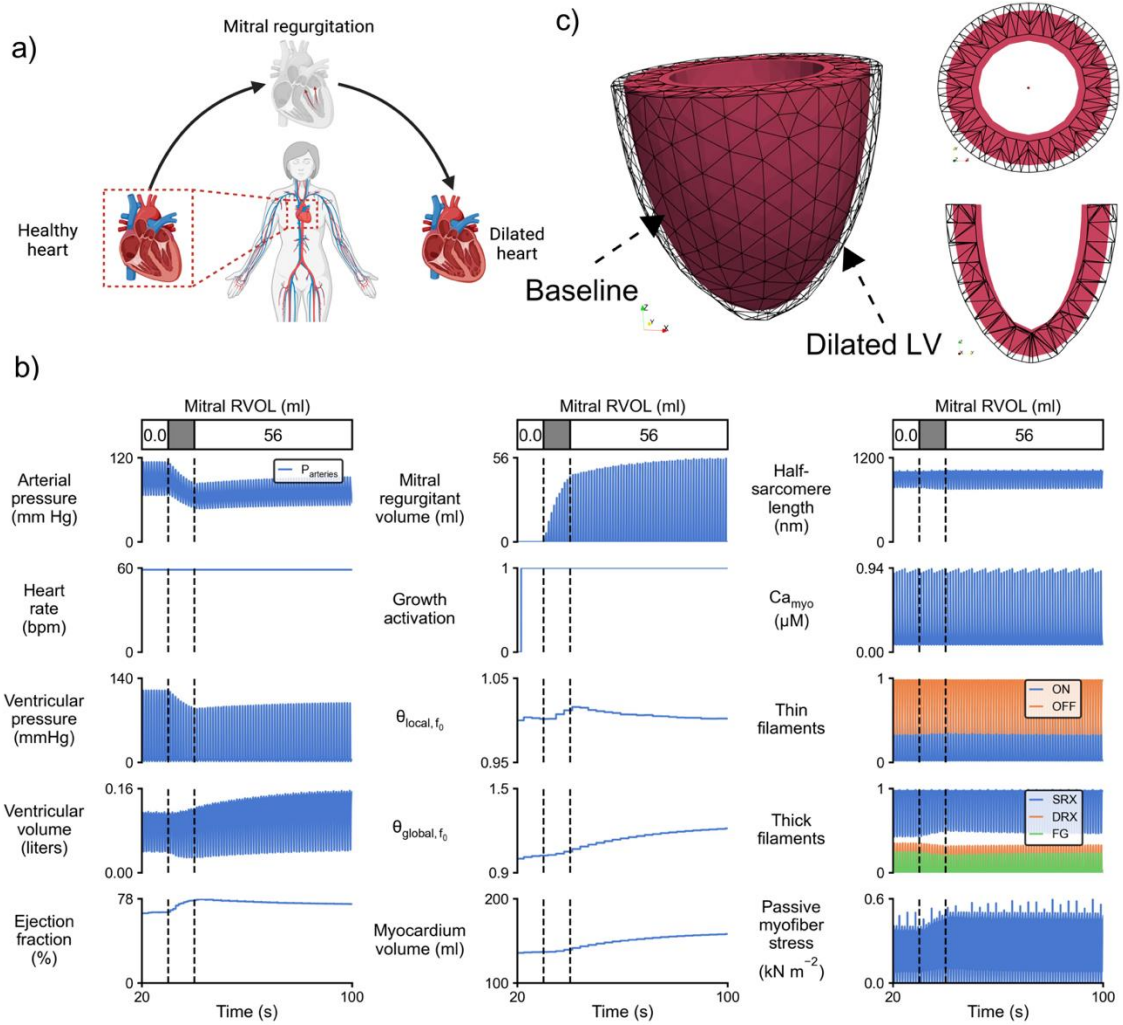 a)
Mitral regurgitation
Healthy
heart
Dilated
heart
c)
Baseline
Dilated LV
Z
Y
X
b)
Mitral RVOL (ml)
0.0
56
Arterial
pressure
(mm Hg)
120
0
P arteries
Heart
rate
(bpm)
60
0
Ventricular
pressure
(mmHg)
140
0
Ventricular
volume
(liters)
0.16
0.00
Ejection
fraction
(%)
78
0
20
100
Time (s)
Mitral RVOL (ml)
0.0
56
Mitral
regurgitant
volume (ml)
56
0
Growth
activation
1
0
θlocal, f0
1.05
0.95
θglobal, f0
1.5
0.9
Myocardium
volume (ml)
200
100
20
100
Time (s)
Mitral RVOL (ml)
0.0
56
Half-
sarcomere
length
(nm)
1200
0
Camyo
(μM)
0.94
0.00
Thin
filaments
1
0
ON
OFF
Thick
filaments
1
0
SRX
DRX
FG
Passive
myofiber
stress
(kN m−2)
0.6
0.0
20
100
Time (s)